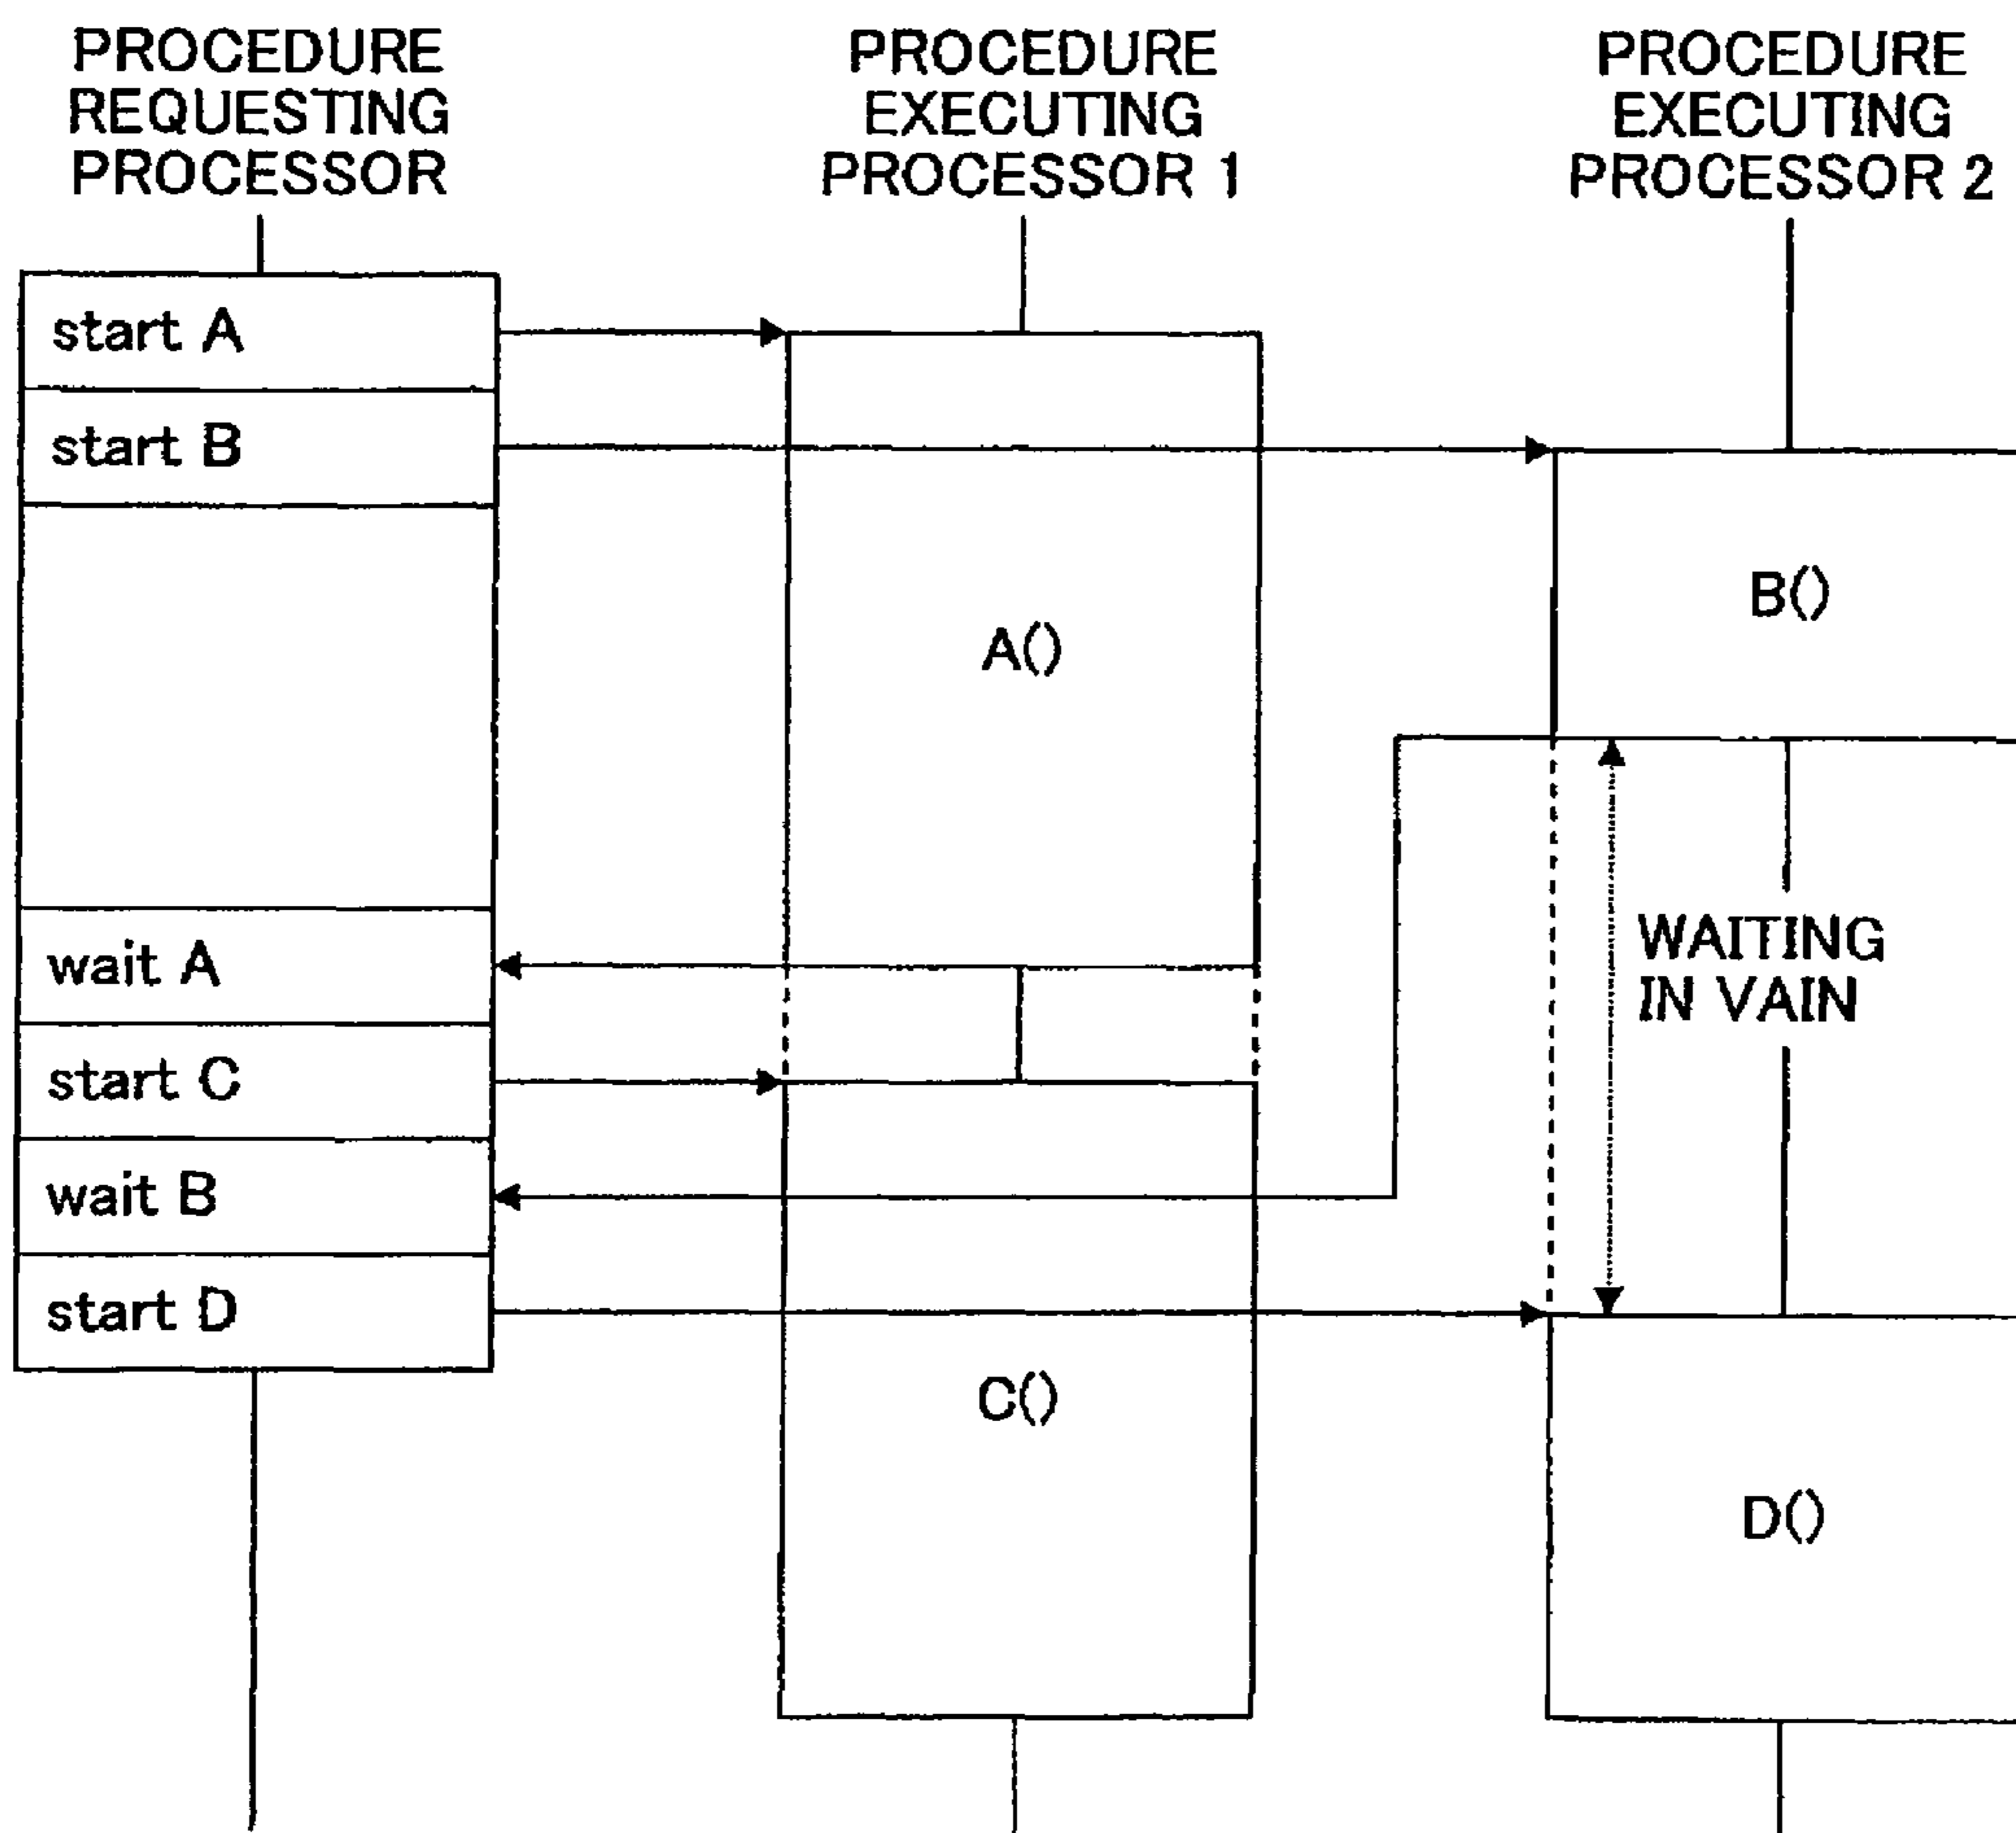 PROCEDURE
REQUESTING
PROCESSOR
PROCEDURE
EXECUTING
PROCESSOR 1
PROCEDURE
EXECUTING
PROCESSOR 2
start A
start B
B()
A()
wait A
WAITING
IN VAIN
start C
wait B
start D
C()
D()